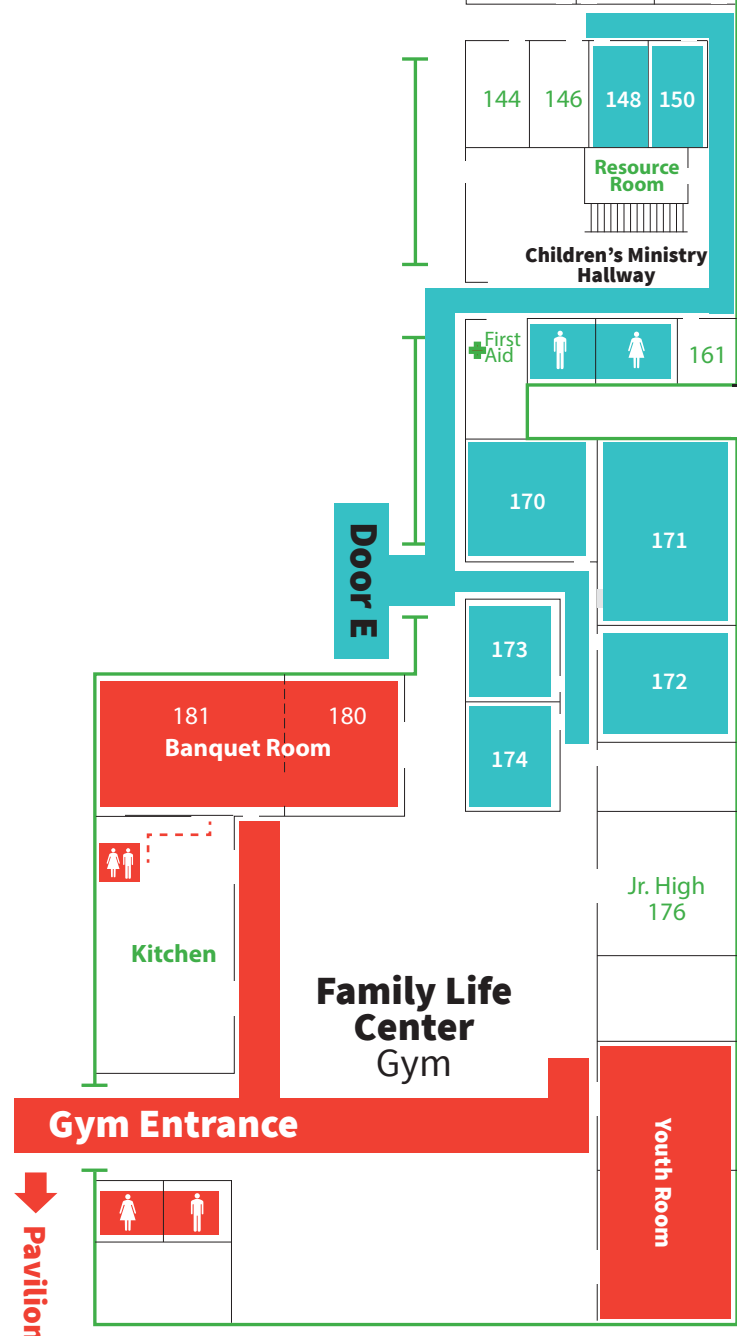 144
146
148
150
Resource
Room
Children's Ministry
Hallway
First
Aid
161
170
171
Door E
173
172
174
181
180
Banquet Room
Jr. High
176
Kitchen
Family Life
Center
Gym
Gym Entrance
Youth Room
Pavilion